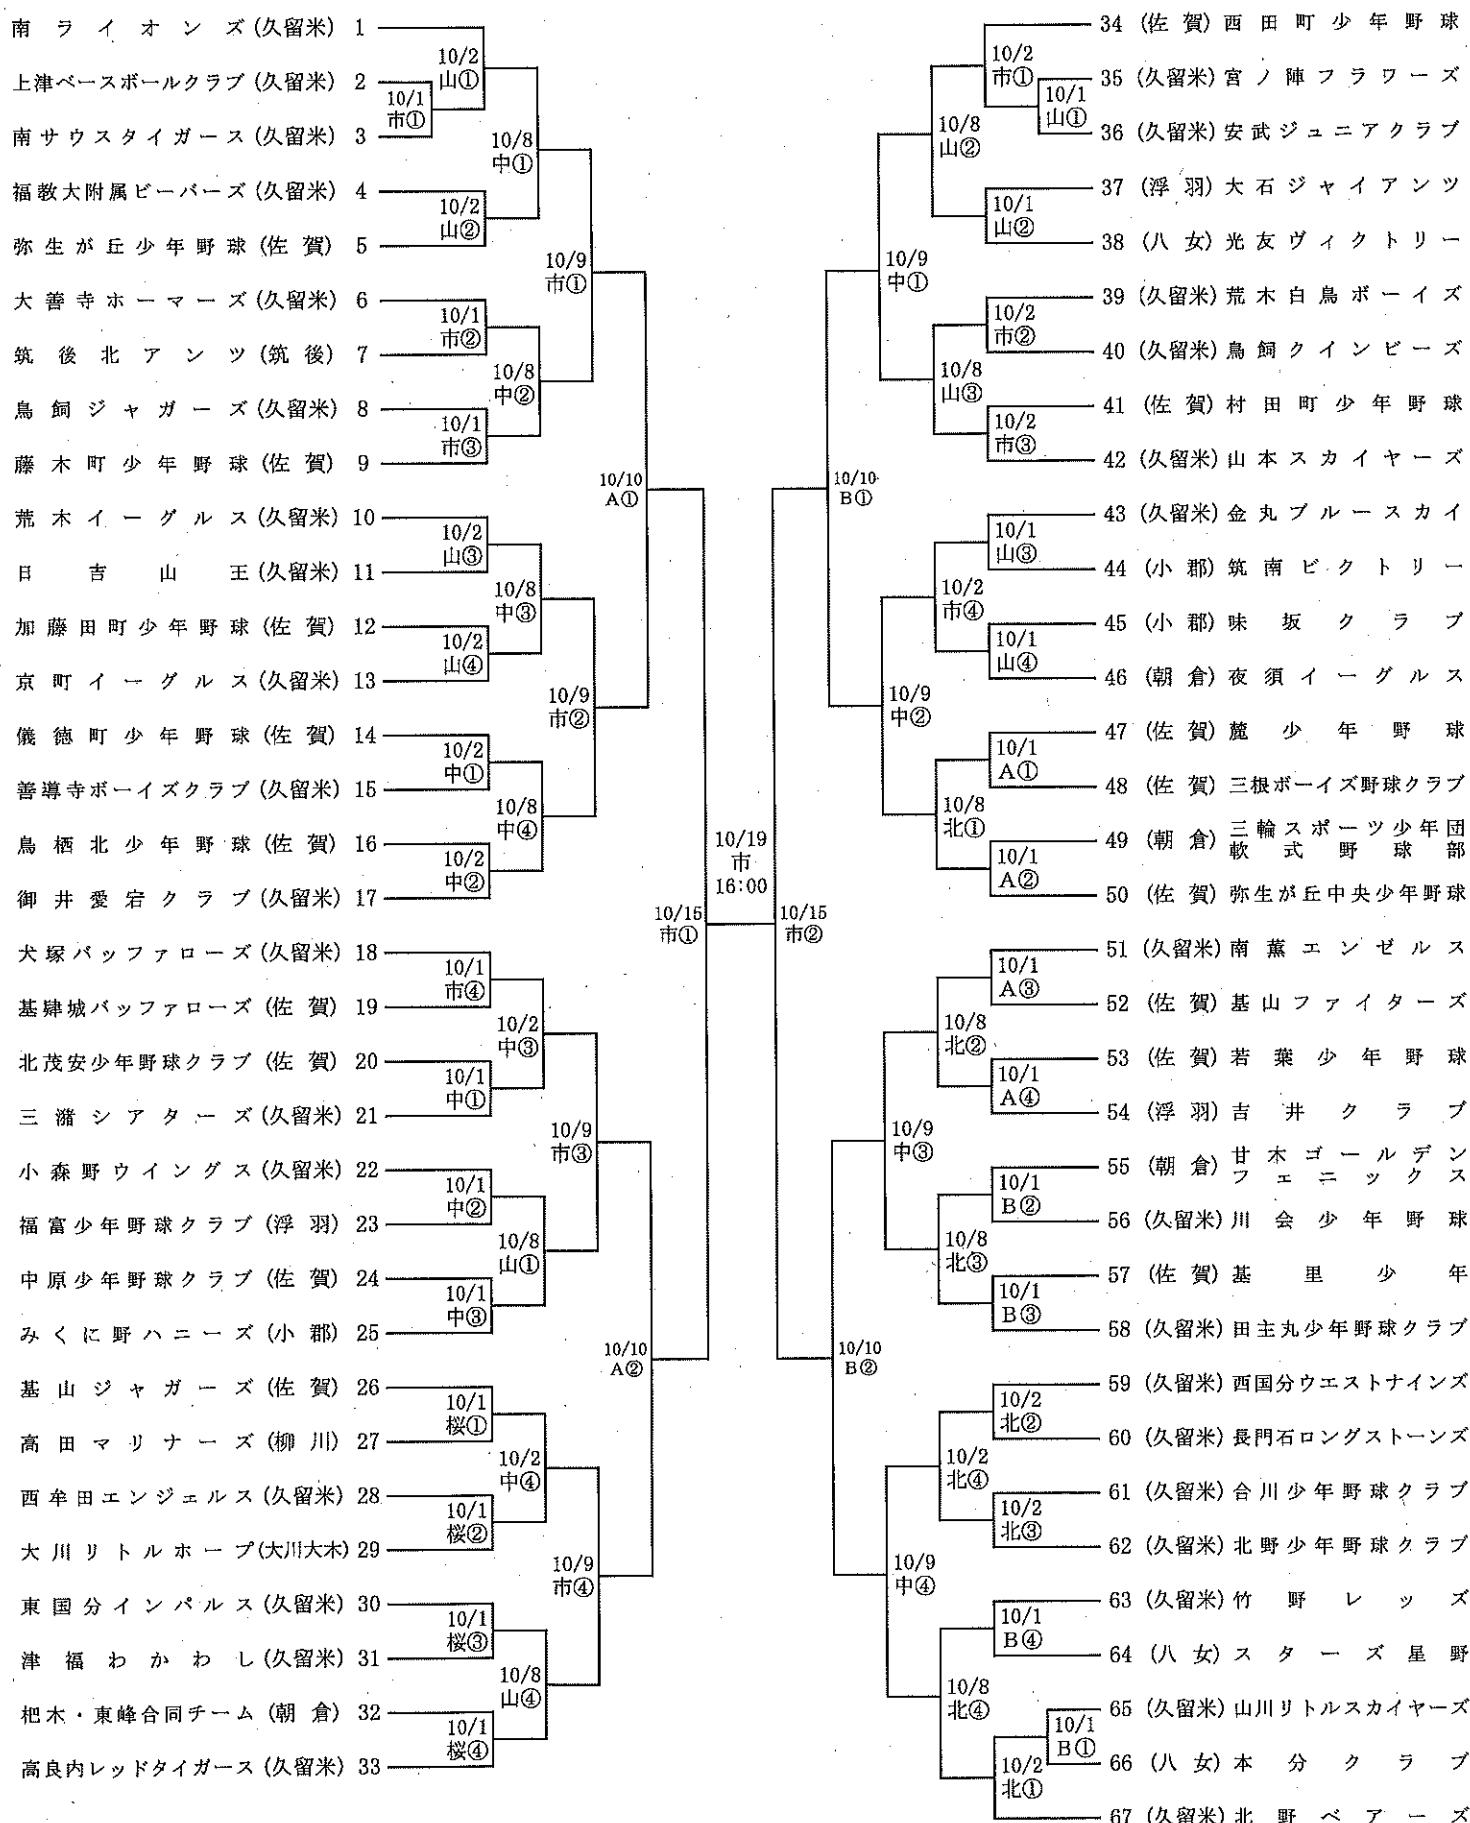 南ライオンズ (久留米) 1
上津ベースボールクラブ (久留米) 2
南サウスタイガース (久留米) 3
福教大附属ビーバーズ (久留米) 4
弥生が丘少年野球 (佐賀) 5
大善寺ホーマーズ (久留米) 6
筑後北アンツ (筑後) 7
鳥飼ジャガーズ (久留米) 8
藤木町少年野球 (佐賀) 9
荒木イーグルス (久留米) 10
日吉山王 (久留米) 11
加藤田町少年野球 (佐賀) 12
京町イーグルス (久留米) 13
儀徳町少年野球 (佐賀) 14
善導寺ボーイズクラブ (久留米) 15
鳥栖北少年野球 (佐賀) 16
御井愛宕クラブ (久留米) 17
犬塚バッファローズ (久留米) 18
基肄城バッファローズ (佐賀) 19
北茂安少年野球クラブ (佐賀) 20
三潴シアターズ (久留米) 21
小森野ウイングス (久留米) 22
福富少年野球クラブ (浮羽) 23
中原少年野球クラブ (佐賀) 24
みくに野ハニーズ (小郡) 25
基山ジャガーズ (佐賀) 26
高田マリナーズ (柳川) 27
西牟田エンジェルス (久留米) 28
大川リトルホープ (大川大木) 29
東国分インパルス (久留米) 30
津福わかわし (久留米) 31
杷木・東峰合同チーム (朝倉) 32
高良内レッドタイガース (久留米) 33
10/1
市①
10/2
山①
10/2
山②
10/1
市②
10/1
市③
10/2
山③
10/2
山④
10/2
中①
10/2
中②
10/1
市④
10/1
中①
10/1
中②
10/1
中③
10/1
桜①
10/1
桜②
10/1
桜③
10/1
桜④
10/8
中①
10/8
中②
10/8
中③
10/8
中④
10/2
中③
10/8
山①
10/2
中④
10/8
山④
10/9
市①
10/9
市②
10/9
市③
10/9
市④
10/10
A①
10/10
A②
10/15
市①
10/19
市
16:00
10/15
市②
10/10
B①
10/10
B②
10/9
中①
10/9
中②
10/9
中③
10/9
中④
10/8
山②
10/8
山③
10/2
市④
10/8
北①
10/8
北②
10/8
北③
10/2
北④
10/8
北④
10/2
市①
10/1
山①
10/1
山②
10/2
市②
10/2
市③
10/1
山③
10/1
山④
10/1
A①
10/1
A②
10/1
A③
10/1
A④
10/1
B②
10/1
B③
10/2
北②
10/2
北③
10/1
B④
10/1
B①
10/2
北①
34 (佐賀) 西田町少年野球
35 (久留米) 宮ノ陣フラワーズ
36 (久留米) 安武ジュニアクラブ
37 (浮羽) 大石ジャイアンツ
38 (八女) 光友ヴィクトリー
39 (久留米) 荒木白鳥ボーイズ
40 (久留米) 鳥飼クインビーズ
41 (佐賀) 村田町少年野球
42 (久留米) 山本スカイヤーズ
43 (久留米) 金丸ブルースカイ
44 (小郡) 筑南ビクトリー
45 (小郡) 味坂クラブ
46 (朝倉) 夜須イーグルス
47 (佐賀) 麓少年野球
48 (佐賀) 三根ボーイズ野球クラブ
49 (朝倉) 三輪スポーツ少年団
軟式野球部
50 (佐賀) 弥生が丘中央少年野球
51 (久留米) 南薫エンゼルス
52 (佐賀) 基山ファイターズ
53 (佐賀) 若葉少年野球
54 (浮羽) 吉井クラブ
55 (朝倉) 甘木ゴールデン
フェニックス
56 (久留米) 川会少年野球
57 (佐賀) 基里少年
58 (久留米) 田主丸少年野球クラブ
59 (久留米) 西国分ウエストナインズ
60 (久留米) 長門石ロングストーンズ
61 (久留米) 合川少年野球クラブ
62 (久留米) 北野少年野球クラブ
63 (久留米) 竹野レッズ
64 (八女) スターズ星野
65 (久留米) 山川リトルスカイヤーズ
66 (八女) 本分クラブ
67 (久留米) 北野ベアーズ